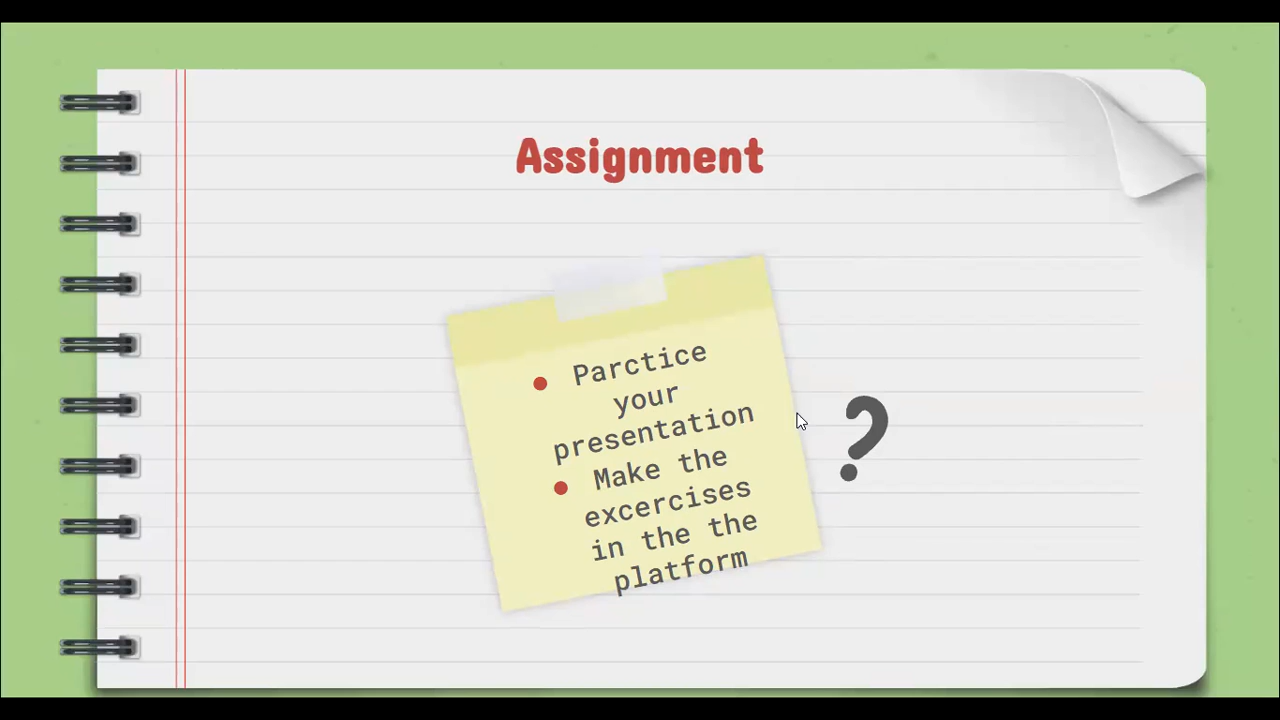 Assignment
• Parctice
your
presentation
• Make the
excercises
in the the
platform
?